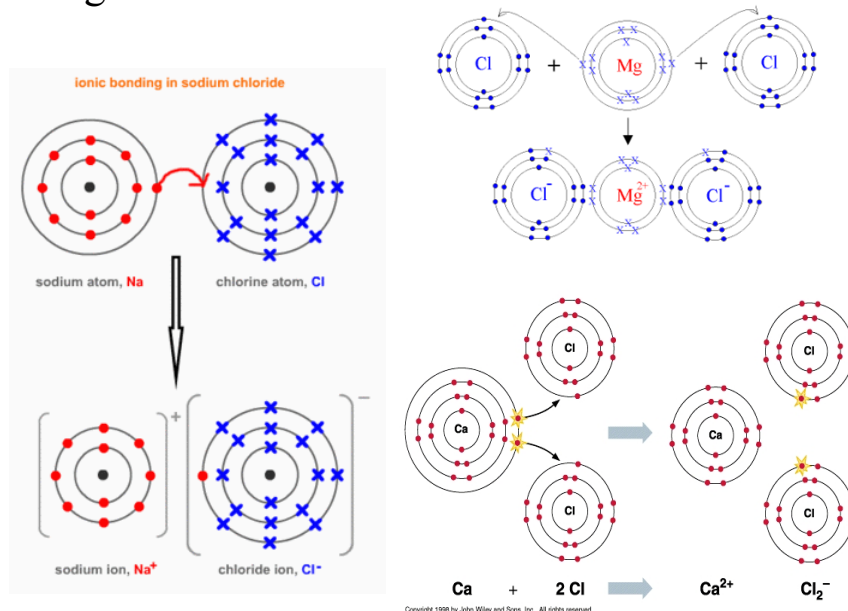 ionic bonding in sodium chloride
sodium atom, Na
chlorine atom, Cl
+
−
sodium ion, Na⁺
chloride ion, Cl⁻
Cl + Mg + Cl
Cl⁻ Mg²⁺ Cl⁻
Cl
Cl
Ca
Ca
Cl
Cl
Ca + 2 Cl Ca²⁺ Cl₂⁻
Copyright 1998 by John Wiley and Sons, Inc. All rights reserved.